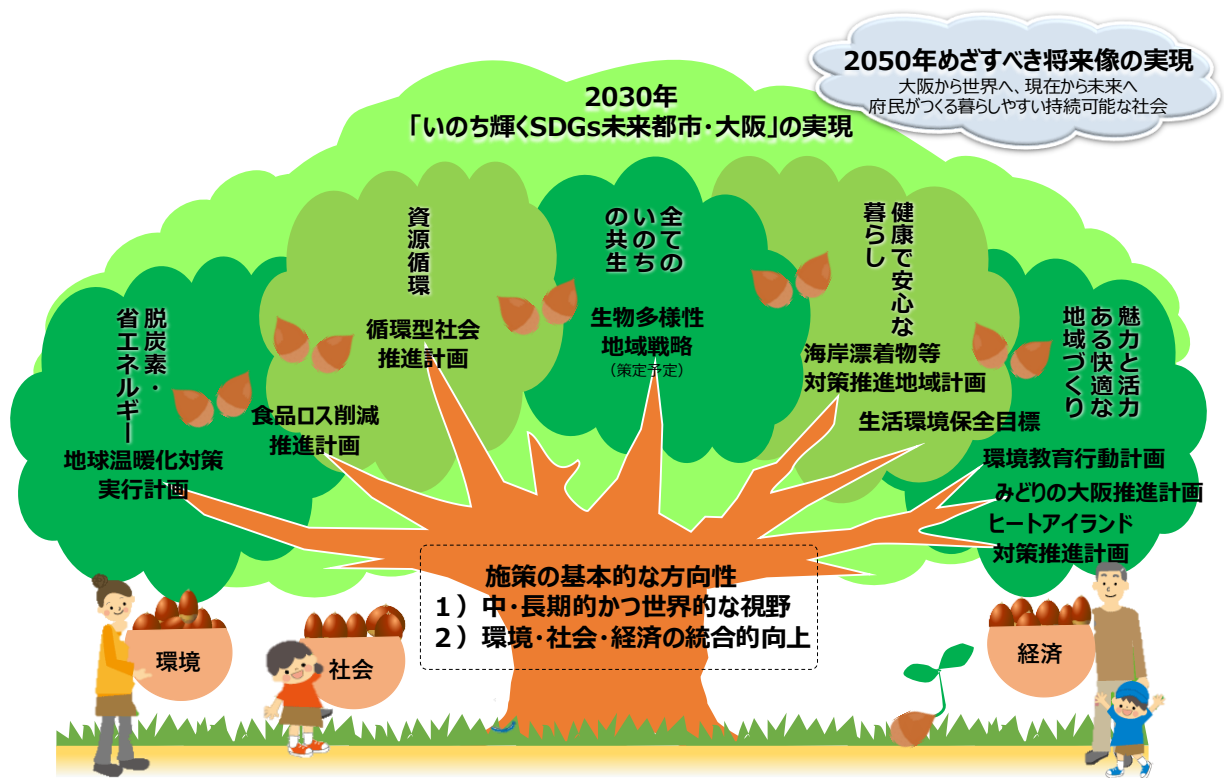 2050年めざすべき将来像の実現
大阪から世界へ、現在から未来へ
府民がつくる暮らしやすい持続可能な社会
2030年
「いのち輝くSDGs未来都市・大阪」の実現
脱炭素・
省エネルギー
地球温暖化対策
実行計画
資源循環
循環型社会
推進計画
食品ロス削減
推進計画
全ての
いのち
の共生
生物多様性
地域戦略
（策定予定）
健康で安心な
暮らし
海岸漂着物等
対策推進地域計画
生活環境保全目標
魅力と活力
ある快適な
地域づくり
環境教育行動計画
みどりの大阪推進計画
ヒートアイランド
対策推進計画
施策の基本的な方向性
１）中・長期的かつ世界的な視野
２）環境・社会・経済の統合的向上
環境
社会
経済